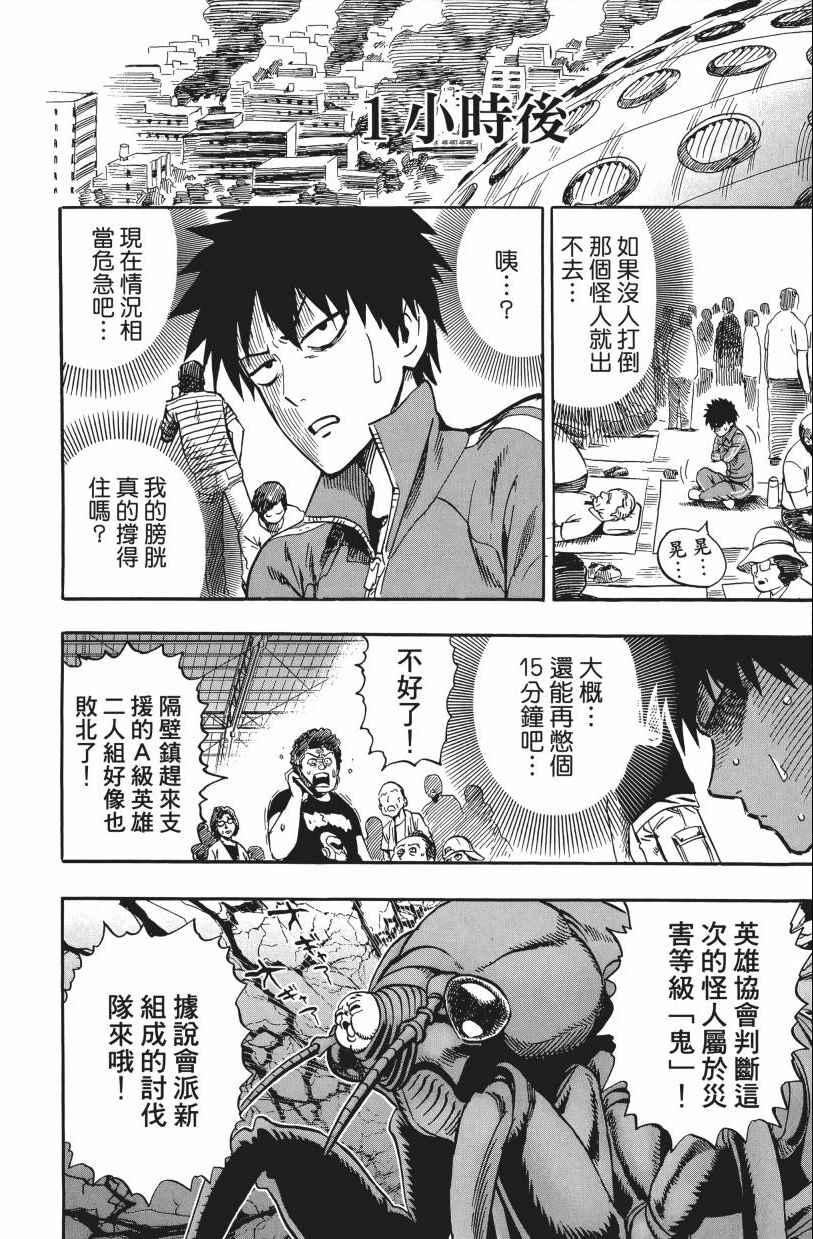 1小時後
如果沒人打倒
那個怪人就出
不去…
晃…
晃…
咦…?
現在情況相
當危急吧…
我的膀胱
真的撐得
住嗎?
大概…
還能再憋個
15分鐘吧…
不好了!
隔壁鎮趕來支
援的A級英雄
二人組好像也
敗北了!
英雄協會判斷這
次的怪人屬於災
害等級「鬼」!
據說會派新
組成的討伐
隊來哦!